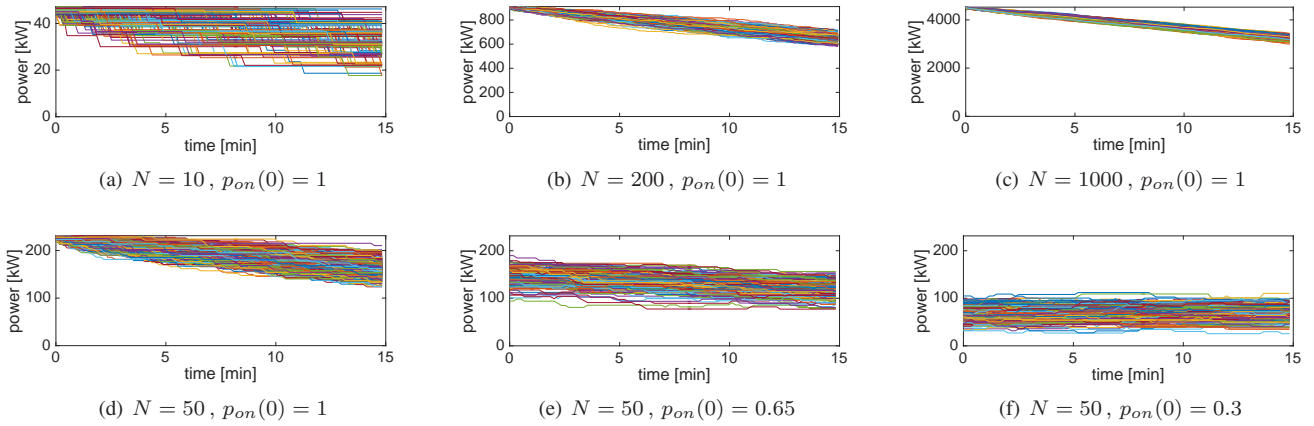 40
20
0
power [kW]
0 5 10 15
time [min]
(a) N = 10 , p_on(0) = 1
800
600
400
200
0
power [kW]
0 5 10 15
time [min]
(b) N = 200 , p_on(0) = 1
4000
2000
0
power [kW]
0 5 10 15
time [min]
(c) N = 1000 , p_on(0) = 1
200
100
0
power [kW]
0 5 10 15
time [min]
(d) N = 50 , p_on(0) = 1
200
100
0
power [kW]
0 5 10 15
time [min]
(e) N = 50 , p_on(0) = 0.65
200
100
0
power [kW]
0 5 10 15
time [min]
(f) N = 50 , p_on(0) = 0.3